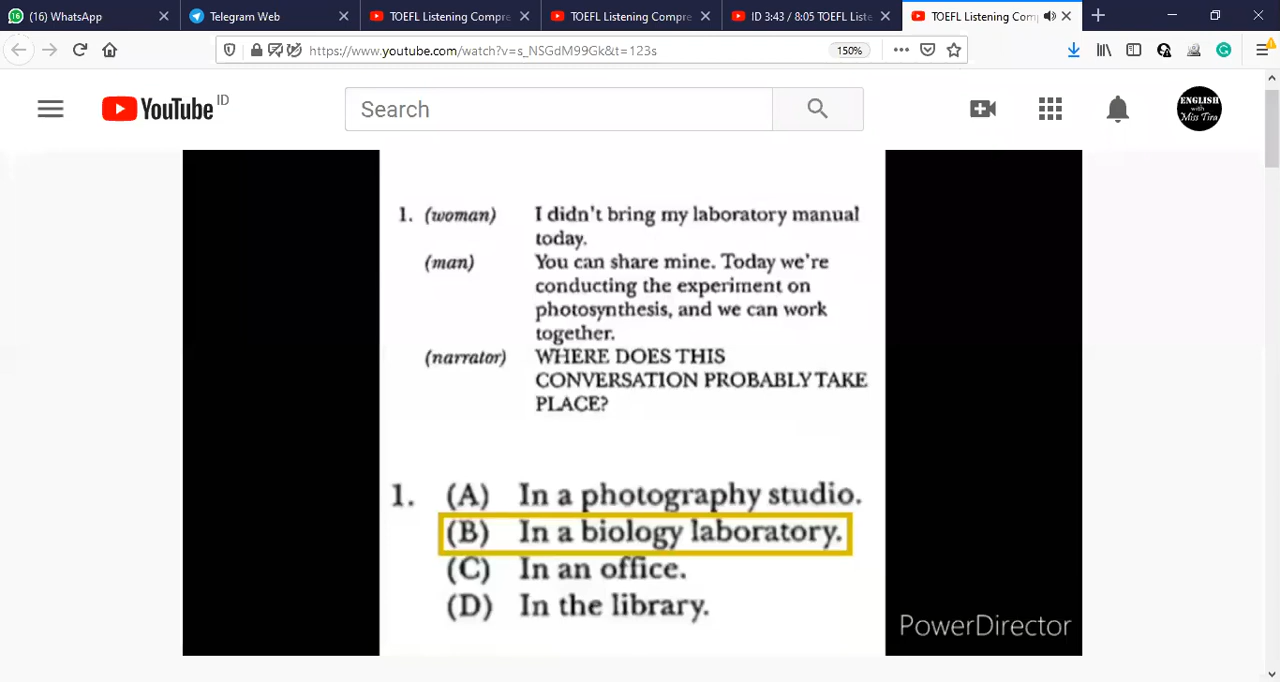 (16) WhatsApp
Telegram Web
TOEFL Listening Compre
TOEFL Listening Compre
ID 3:43 / 8:05 TOEFL Liste
TOEFL Listening Com
https://www.youtube.com/watch?v=s_NSGdM99Gk&t=123s
150%
YouTube ID
Search
ENGLISH
with
Miss Tira
1. (woman) I didn't bring my laboratory manual
today.
(man) You can share mine. Today we're
conducting the experiment on
photosynthesis, and we can work
together.
(narrator) WHERE DOES THIS
CONVERSATION PROBABLY TAKE
PLACE?
1. (A) In a photography studio.
(B) In a biology laboratory.
(C) In an office.
(D) In the library.
PowerDirector